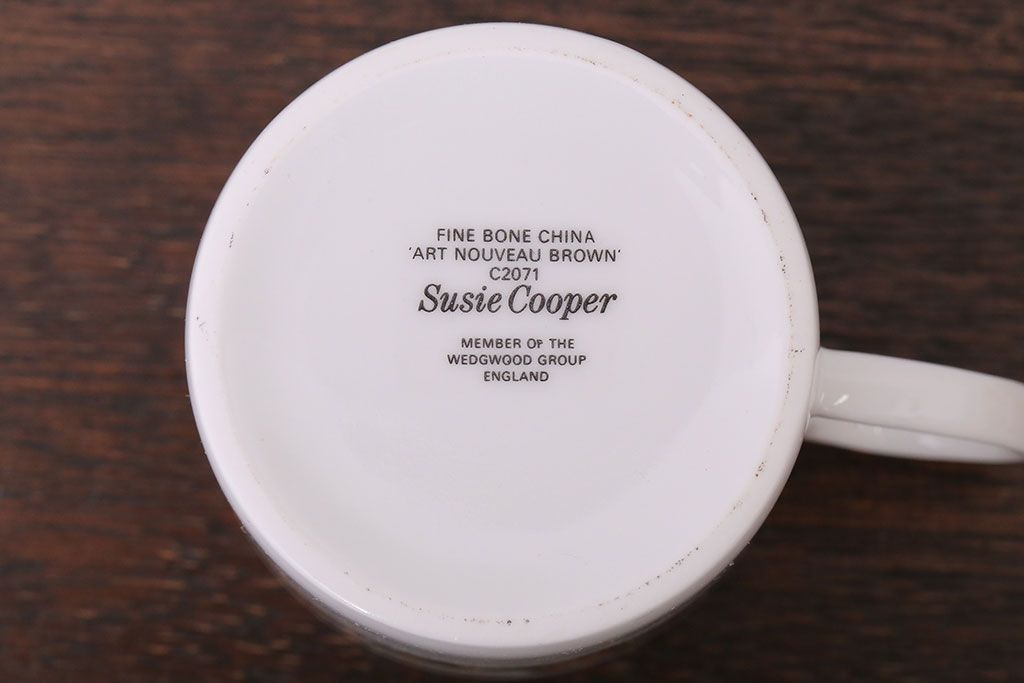 FINE BONE CHINA
'ART NOUVEAU BROWN'
C2071
Susie Cooper
MEMBER OF THE
WEDGWOOD GROUP
ENGLAND